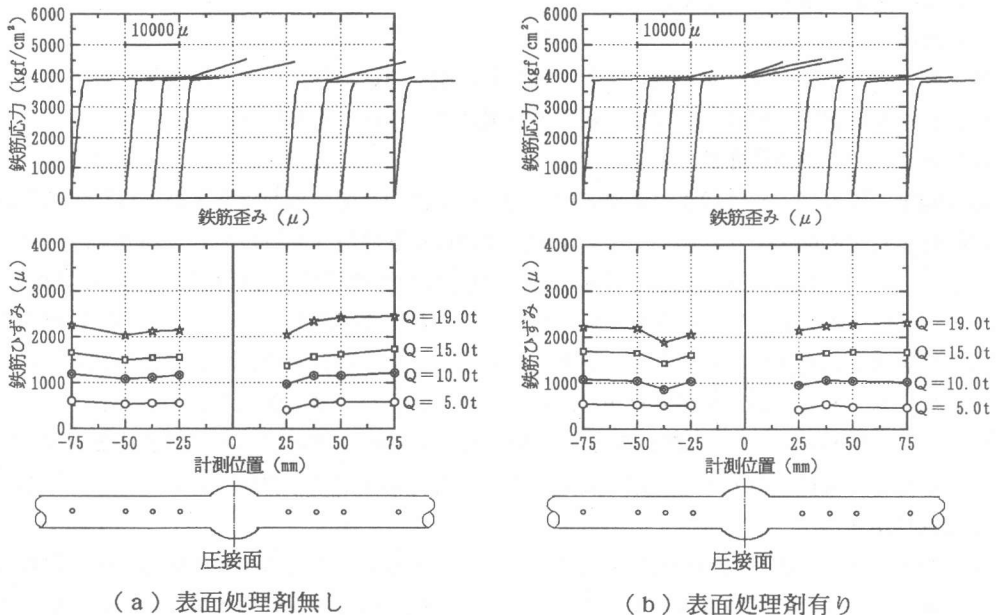 鉄筋応力 (kgf/cm²)
6000
5000
4000
3000
2000
1000
0
10000μ
鉄筋歪み (μ)
鉄筋応力 (kgf/cm²)
6000
5000
4000
3000
2000
1000
0
10000μ
鉄筋歪み (μ)
鉄筋ひずみ (μ)
4000
3000
2000
1000
0
Q=19.0t
Q=15.0t
Q=10.0t
Q= 5.0t
-75 -50 -25 0 25 50 75
計測位置 (mm)
鉄筋ひずみ (μ)
4000
3000
2000
1000
0
Q=19.0t
Q=15.0t
Q=10.0t
Q= 5.0t
-75 -50 -25 0 25 50 75
計測位置 (mm)
圧接面
圧接面
(a) 表面処理剤無し
(b) 表面処理剤有り